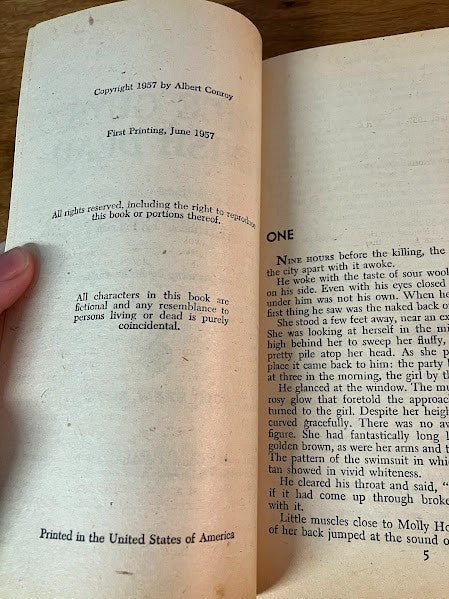 Copyright 1957 by Albert Conroy
First Printing, June 1957
All rights reserved, including the right to reproduce
this book or portions thereof.
All characters in this book are
fictional and any resemblance to
persons living or dead is purely
coincidental.
Printed in the United States of America
ONE
NINE HOURS before the killing, the
the city apart with it awoke.
He woke with the taste of sour wool
on his side. Even with his eyes closed
under him was not his own. When he
first thing he saw was the naked back o
She stood a few feet away, near an ex
She was looking at herself in the mi
high behind her to sweep her fluffy,
pretty pile atop her head. As she p
place it came back to him: the party
at three in the morning, the girl by th
He glanced at the window. The mu
rosy glow that foretold the approac
turned to the girl. Despite her heigh
curved gracefully. There was no aw
figure. She had fantastically long l
golden brown, as were her arms and t
The pattern of the swimsuit in whic
tan showed in vivid whiteness.
He cleared his throat and said, "
if it had come up through broke
with it.
Little muscles close to Molly Ho
of her back jumped at the sound o
5